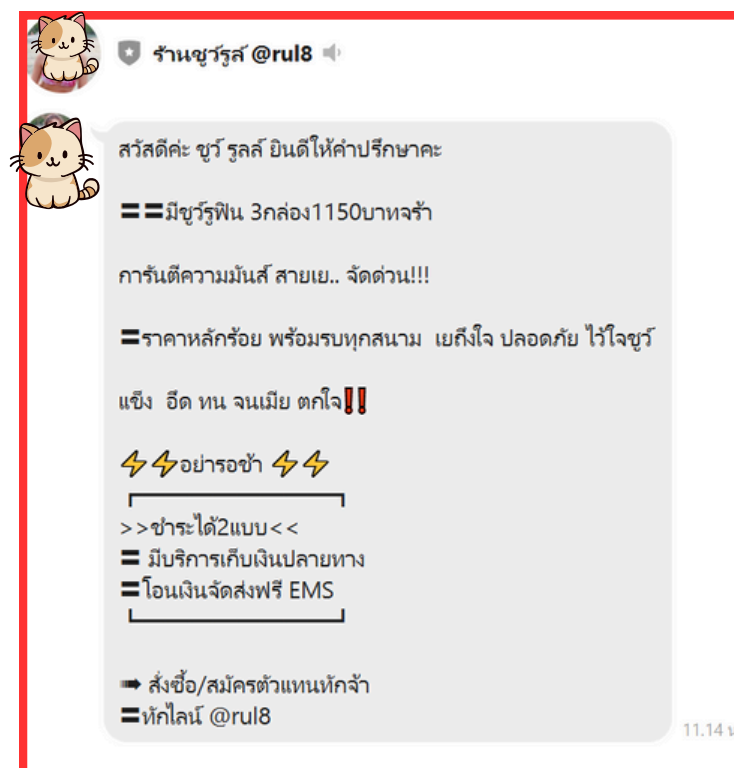 ร้านชูว์รูล์ @rul8
สวัสดีค่ะ ชูว์ รูลล์ ยินดีให้คำปรึกษาคะ
〓〓มีชูว์รูฟิน 3กล่อง1150บาทจร้า
การันตีความมันส์ สายเย.. จัดด่วน!!!
〓ราคาหลักร้อย พร้อมรบทุกสนาม เยถึงใจ ปลอดภัย ไว้ใจชูว์
แข็ง อึด ทน จนเมีย ตกใจ‼️
⚡⚡อย่ารอช้า ⚡⚡
>>ชำระได้2แบบ<<
〓 มีบริการเก็บเงินปลายทาง
〓โอนเงินจัดส่งฟรี EMS
➠ สั่งซื้อ/สมัครตัวแทนทักจ้า
〓ทักไลน์ @rul8
11.14